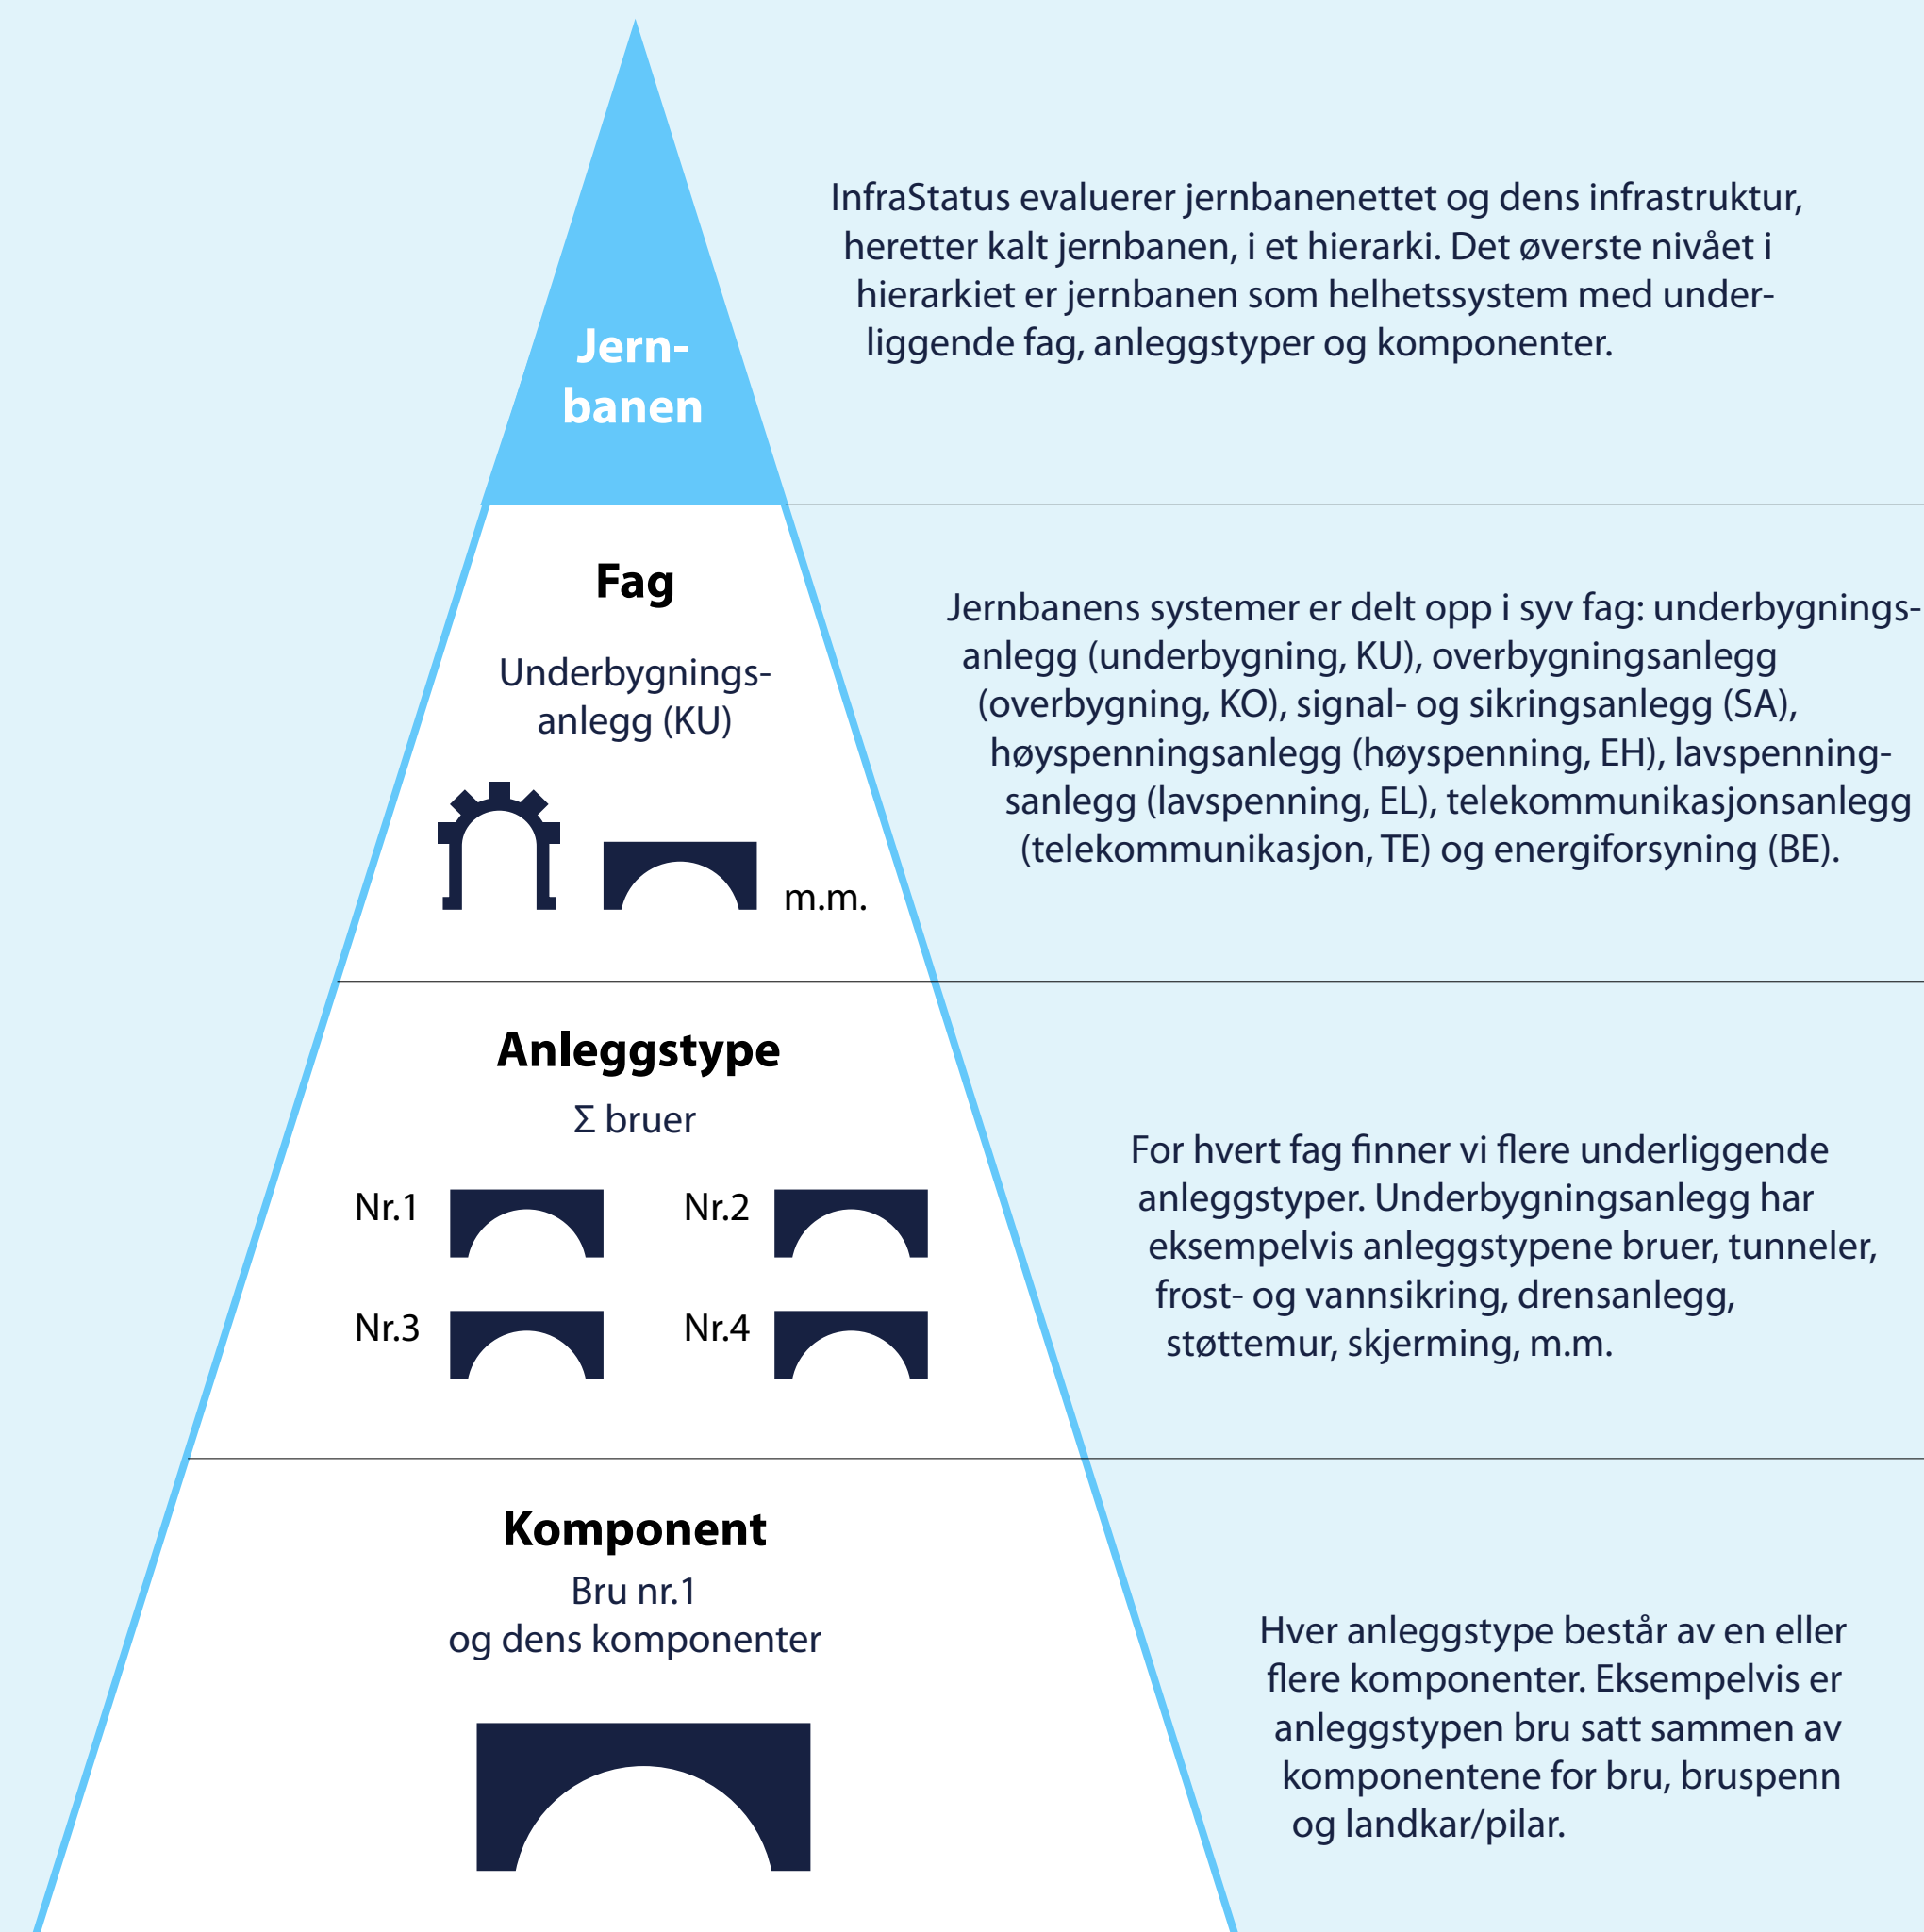 Jern-
banen
InfraStatus evaluerer jernbanenettet og dens infrastruktur,
heretter kalt jernbanen, i et hierarki. Det øverste nivået i
hierarkiet er jernbanen som helhetssystem med under-
liggende fag, anleggstyper og komponenter.
Fag
Underbygnings-
anlegg (KU)
m.m.
Jernbanens systemer er delt opp i syv fag: underbygnings-
anlegg (underbygning, KU), overbygningsanlegg
(overbygning, KO), signal- og sikringsanlegg (SA),
høyspenningsanlegg (høyspenning, EH), lavspenning-
sanlegg (lavspenning, EL), telekommunikasjonsanlegg
(telekommunikasjon, TE) og energiforsyning (BE).
Anleggstype
Σ bruer
Nr.1
Nr.2
Nr.3
Nr.4
For hvert fag finner vi flere underliggende
anleggstyper. Underbygningsanlegg har
eksempelvis anleggstypene bruer, tunneler,
frost- og vannsikring, drensanlegg,
støttemur, skjerming, m.m.
Komponent
Bru nr.1
og dens komponenter
Hver anleggstype består av en eller
flere komponenter. Eksempelvis er
anleggstypen bru satt sammen av
komponentene for bru, bruspenn
og landkar/pilar.